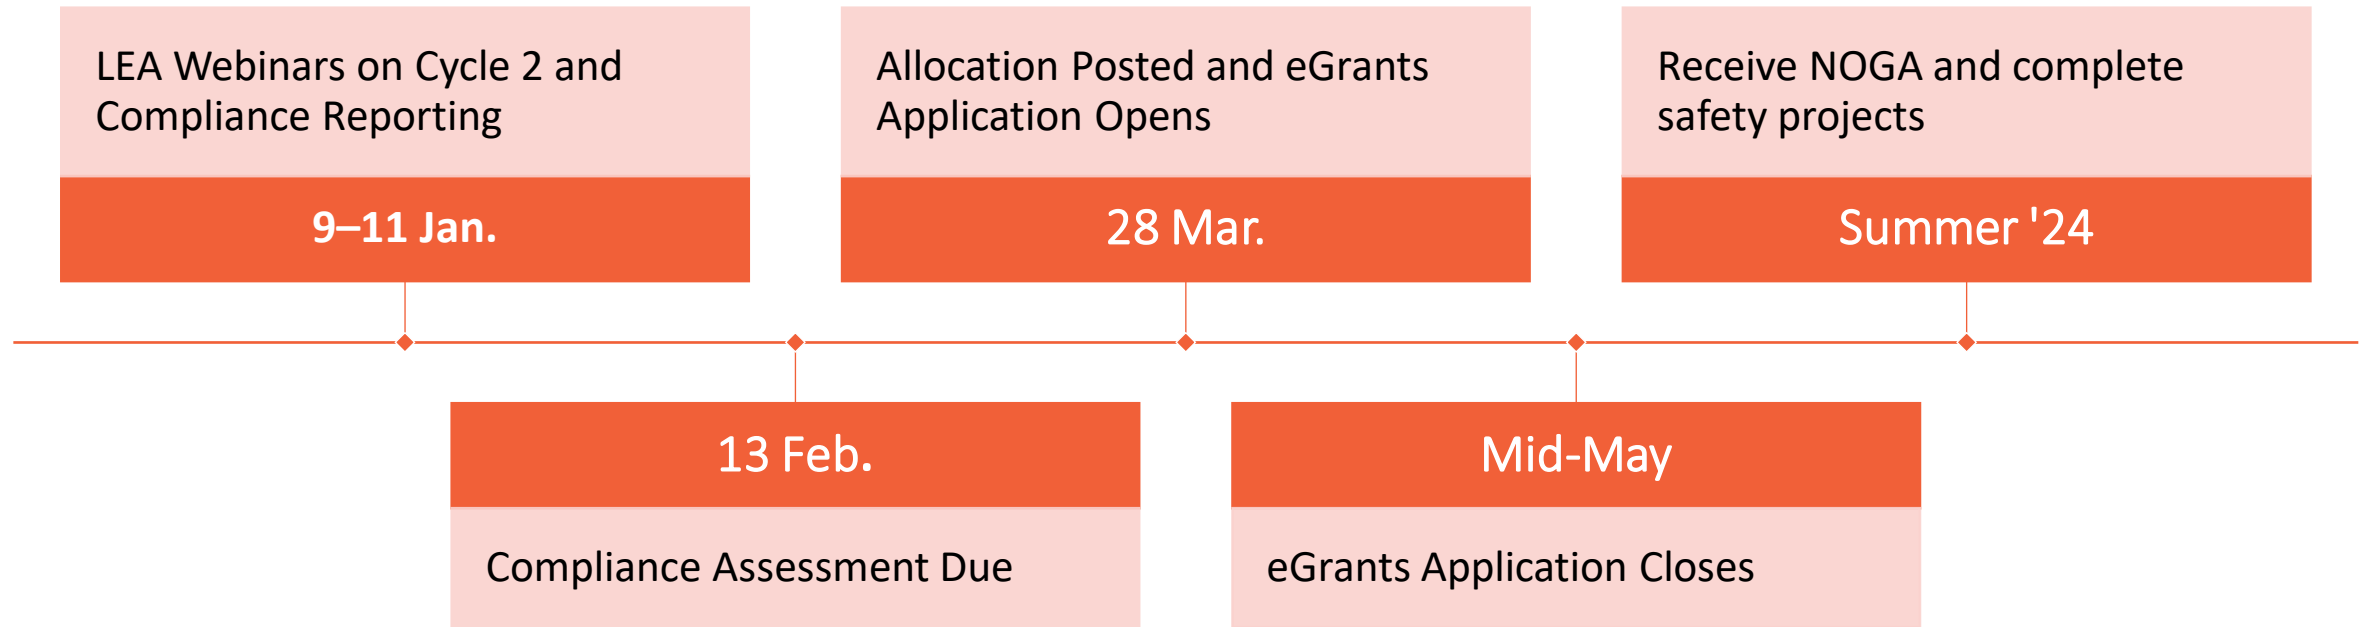 LEA Webinars on Cycle 2 and
Compliance Reporting
9–11 Jan.
13 Feb.
Compliance Assessment Due
Allocation Posted and eGrants
Application Opens
28 Mar.
Mid-May
eGrants Application Closes
Receive NOGA and complete
safety projects
Summer '24